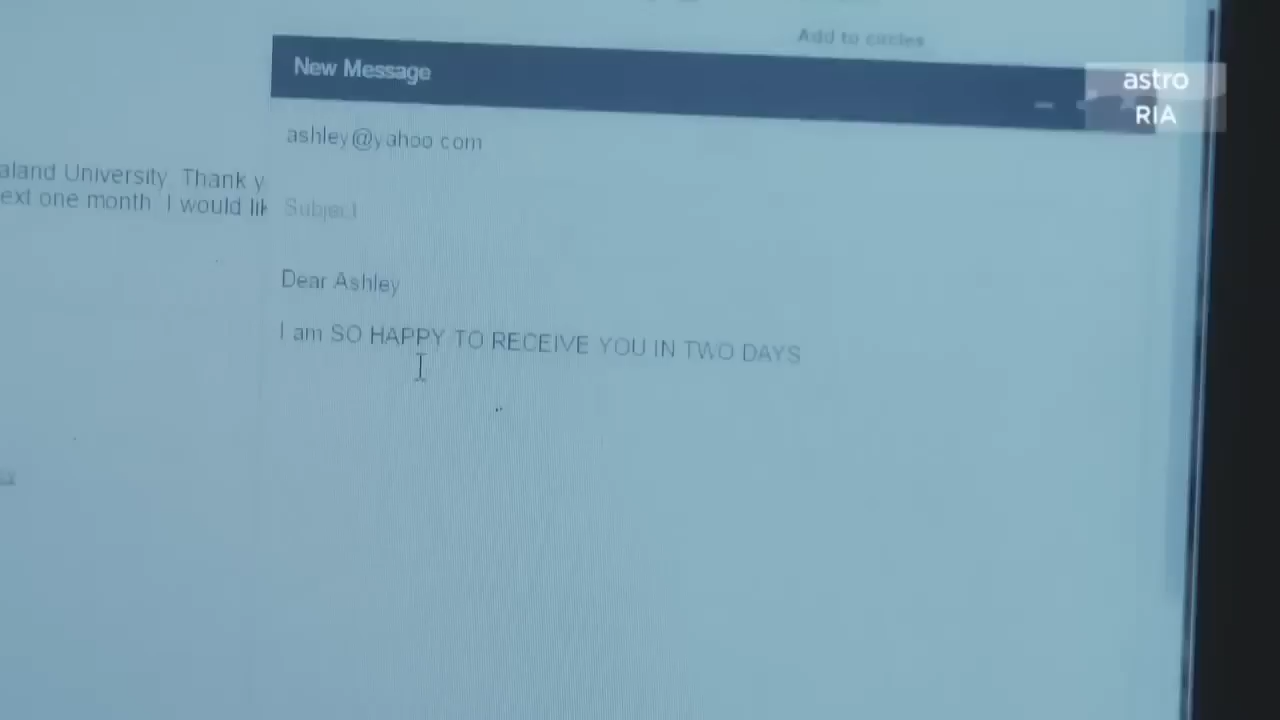 Add to circles
New Message
astro
RIA
ashley@yahoo.com
aland University. Thank y
ext one month. I would lik
Subject
Dear Ashley
I am SO HAPPY TO RECEIVE YOU IN TWO DAYS